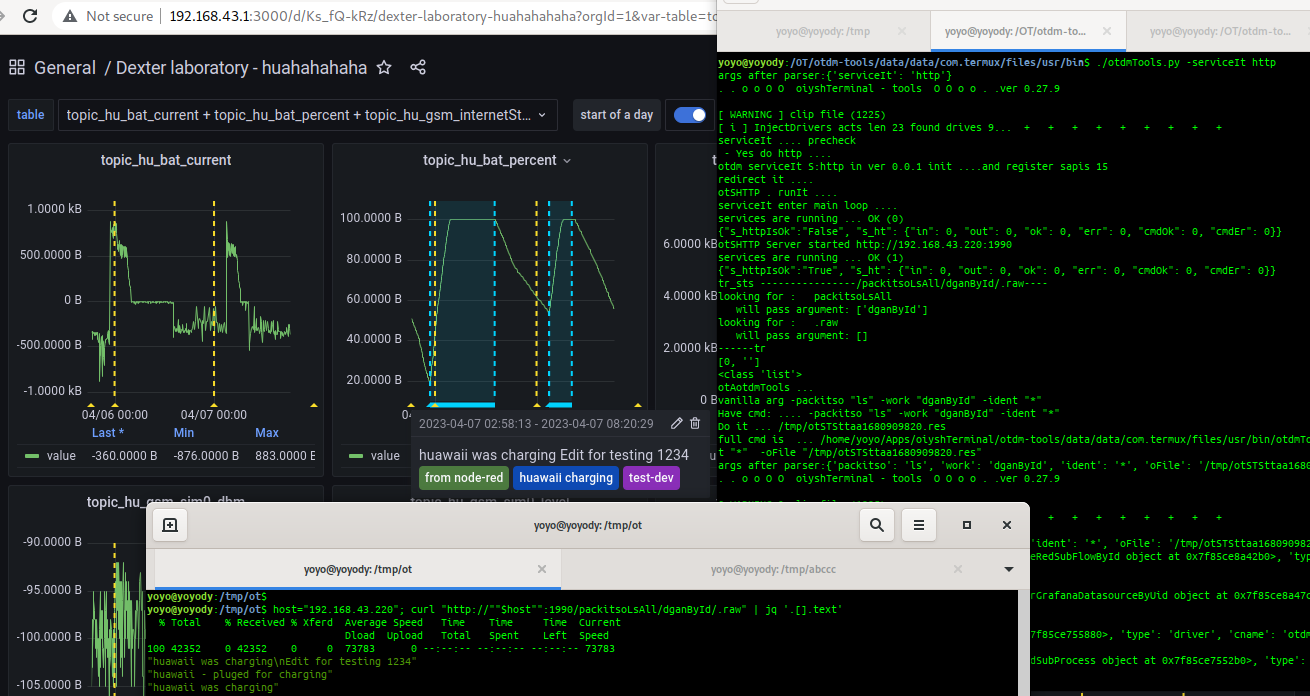 Not secure
192.168.43.1:3000/d/Ks_fQ-kRz/dexter-laboratory-huahahahaha?orgId=1&var-table=to
General / Dexter laboratory - huahahahaha
table
topic_hu_bat_current + topic_hu_bat_percent + topic_hu_gsm_internetSt...
start of a day
topic_hu_bat_current
1.0000 kB
500.0000 B
0 B
-500.0000 B
-1.0000 kB
04/06 00:00 04/07 00:00
Last * Min Max
value -360.0000 B -876.0000 B 883.0000 B
topic_hu_bat_percent
100.0000 B
80.0000 B
60.0000 B
40.0000 B
20.0000 B
value
6.0000 kB
4.0000 kB
2.0000 kB
0 B
2023-04-07 02:58:13 - 2023-04-07 08:20:29
huawaii was charging Edit for testing 1234
from node-red
huawaii charging
test-dev
topic_hu_gsm_sim0_dbm
topic_hu_gsm_sim0_level
-90.0000 B
-95.0000 B
-100.0000 B
-105.0000 B
yoyo@yoyody: /tmp
yoyo@yoyody: /OT/otdm-to...
yoyo@yoyody: /OT/otdm-to...
yoyo@yoyody:/OT/otdm-tools/data/data/com.termux/files/usr/bin$ ./otdmTools.py -serviceIt http
args after parser:{'serviceIt': 'http'}
. . o o O O  oiyshTerminal - tools  O O o o . .ver 0.27.9
[ WARNING ] clip file (1225)
[ i ] InjectDrivers acts len 23 found drives 9...  +   +   +   +   +   +   +   +   +
serviceIt .... precheck
- Yes do http ....
otdm serviceIt S:http in ver 0.0.1 init ....and register sapis 15
redirect it ....
otSHTTP . runIt ....
serviceIt enter main loop ....
services are running ... OK (0)
{"s_httpIsOk":"False", "s_ht": {"in": 0, "out": 0, "ok": 0, "err": 0, "cmdOk": 0, "cmdEr": 0}}
otSHTTP Server started http://192.168.43.220:1990
services are running ... OK (1)
{"s_httpIsOk":"True", "s_ht": {"in": 0, "out": 0, "ok": 0, "err": 0, "cmdOk": 0, "cmdEr": 0}}
tr_sts ---------------/packitsoLsAll/dganById/.raw----
looking for :   packitsoLsAll
will pass argument: ['dganById']
looking for :   .raw
will pass argument: []
------tr
[0, '']
<class 'list'>
otAotdmTools ...
vanilla arg -packitso "ls" -work "dganById" -ident "*"
Have cmd: .... -packitso "ls" -work "dganById" -ident "*"
Do it ... /tmp/otSTSttaa1680909820.res
full cmd is  ... /home/yoyo/Apps/oiyshTerminal/otdm-tools/data/data/com.termux/files/usr/bin/otdmTo
t "*"  -oFile "/tmp/otSTSttaa1680909820.res"
args after parser:{'packitso': 'ls', 'work': 'dganById', 'ident': '*', 'oFile': '/tmp/otSTSttaa1680
. . o o O O  oiyshTerminal - tools  O O o o . .ver 0.27.9
+   +   +   +   +   +   +   +
'ident': '*', 'oFile': '/tmp/otSTSttaa168090982
eRedSubFlowById object at 0x7f85ce8a42b0>, 'typ
rGrafanaDatasourceByUid object at 0x7f85ce8a47c
7f85ce755880>, 'type': 'driver', 'cname': 'otdm
dSubProcess object at 0x7f85ce7552b0>, 'type':
yoyo@yoyody: /tmp/ot
yoyo@yoyody: /tmp/ot
yoyo@yoyody: /tmp/abccc
yoyo@yoyody:/tmp/ot$
yoyo@yoyody:/tmp/ot$ host="192.168.43.220"; curl "http://""$host"":1990/packitsoLsAll/dganById/.raw" | jq '.[].text'
% Total    % Received % Xferd  Average Speed   Time    Time     Time  Current
Dload  Upload   Total   Spent    Left  Speed
100 42352    0 42352    0     0  73783      0 --:--:-- --:--:-- --:--:-- 73783
"huawaii was charging\nEdit for testing 1234"
"huawaii - pluged for charging"
"huawaii was charging"